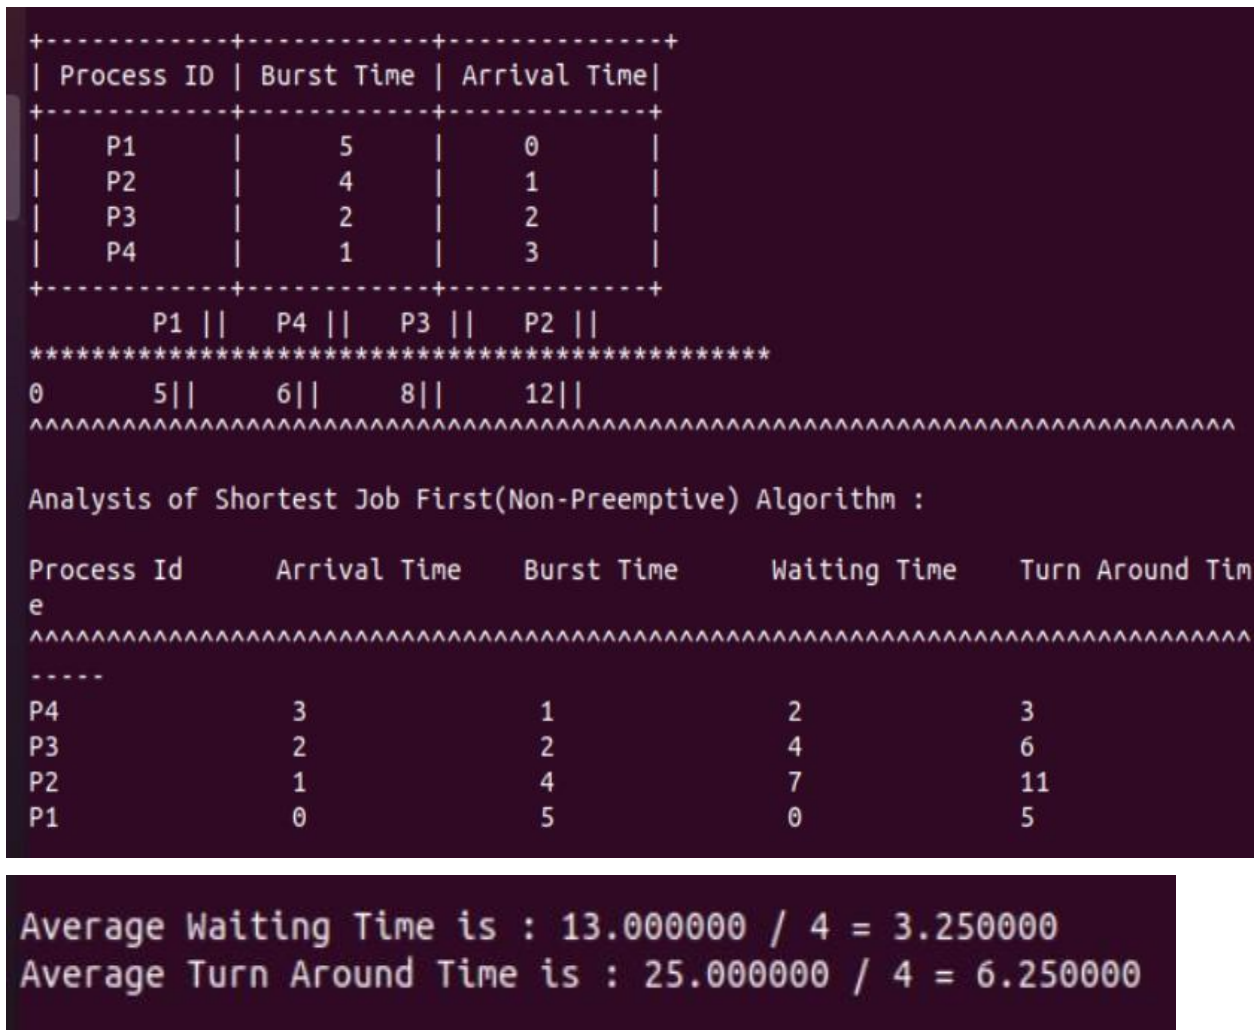 +------------+------------+--------------+
| Process ID | Burst Time | Arrival Time|
+------------+------------+-------------+
| P1 | 5 | 0 |
| P2 | 4 | 1 |
| P3 | 2 | 2 |
| P4 | 1 | 3 |
+------------+------------+-------------+
P1 || P4 || P3 || P2 ||
************************************************
0 5|| 6|| 8|| 12||
^^^^^^^^^^^^^^^^^^^^^^^^^^^^^^^^^^^^^^^^^^^^^^^^^^^^^^^^^^^^^^^^^^^^^^^^^^^^^^
Analysis of Shortest Job First(Non-Preemptive) Algorithm :
Process Id Arrival Time Burst Time Waiting Time Turn Around Tim
e
^^^^^^^^^^^^^^^^^^^^^^^^^^^^^^^^^^^^^^^^^^^^^^^^^^^^^^^^^^^^^^^^^^^^^^^^^^^^^^^
-----
P4 3 1 2 3
P3 2 2 4 6
P2 1 4 7 11
P1 0 5 0 5
Average Waiting Time is : 13.000000 / 4 = 3.250000
Average Turn Around Time is : 25.000000 / 4 = 6.250000